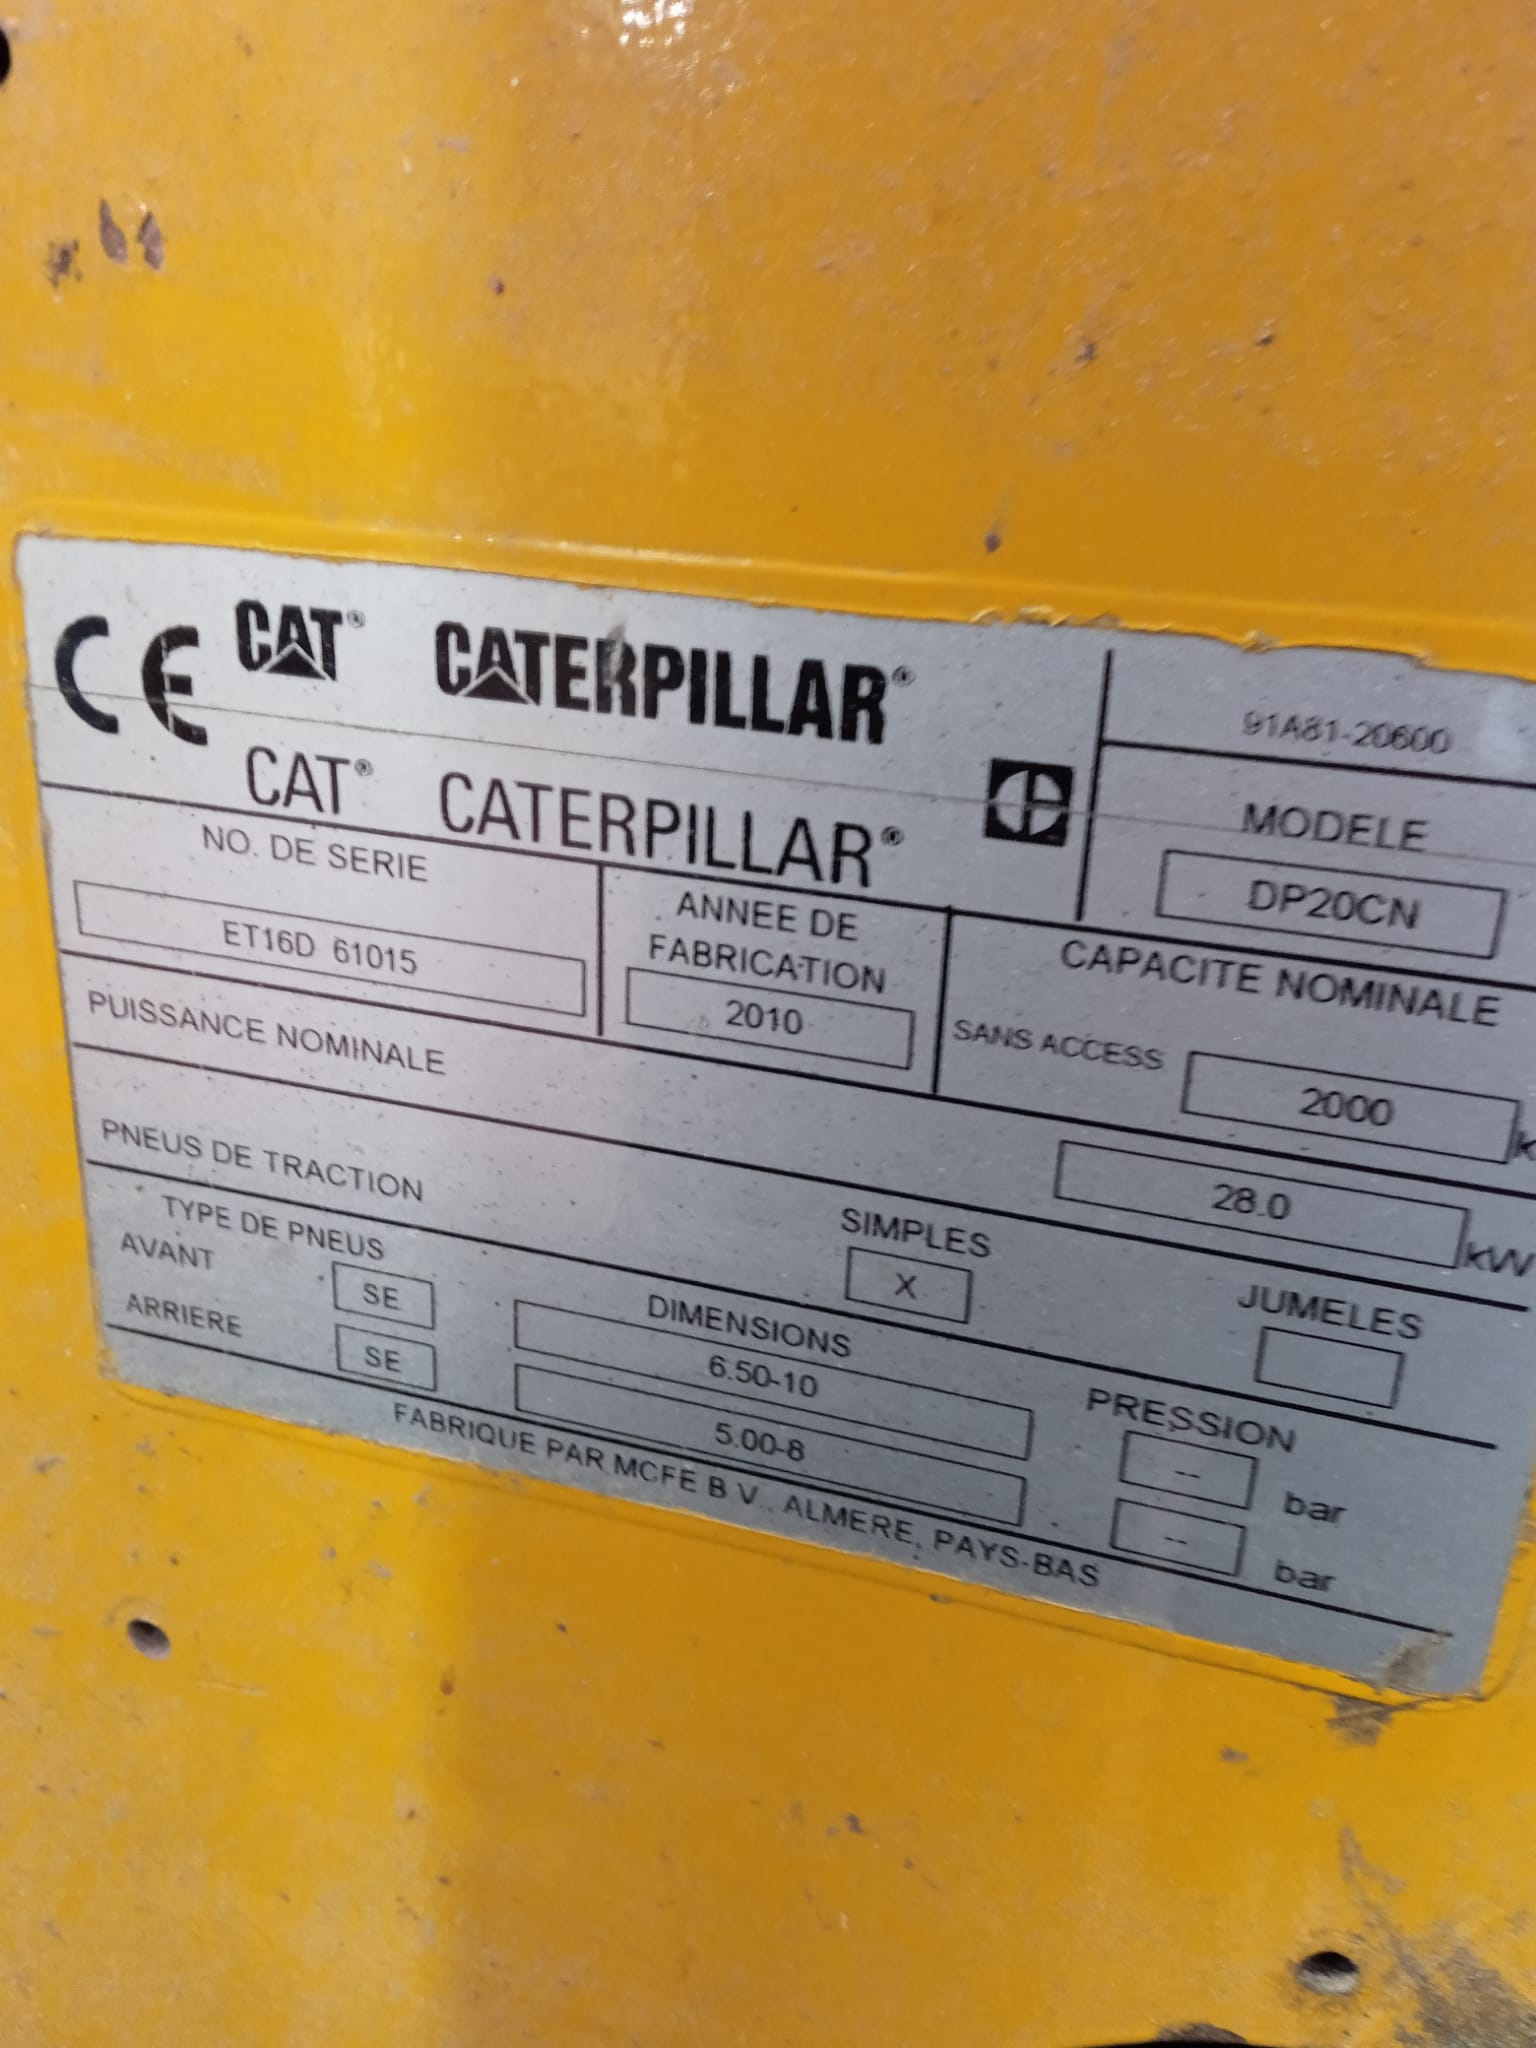 CE CAT® CATERPILLAR®
CAT® CATERPILLAR®
91A81-20600
MODELE
DP20CN
NO. DE SERIE
ET16D 61015
ANNEE DE
FABRICATION
2010
CAPACITE NOMINALE
SANS ACCESS 2000
PUISSANCE NOMINALE 28.0 kW
PNEUS DE TRACTION
SIMPLES X
JUMELES
TYPE DE PNEUS
DIMENSIONS
PRESSION
AVANT SE 6.50-10 -- bar
ARRIERE SE 5.00-8 -- bar
FABRIQUE PAR MCFE B.V., ALMERE, PAYS-BAS